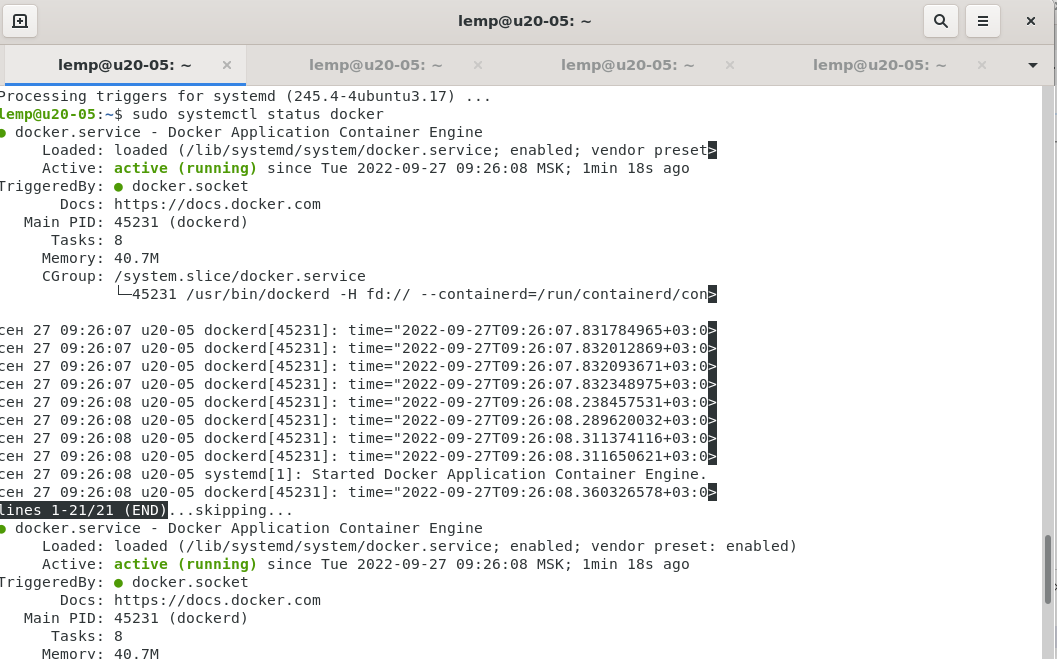 lemp@u20-05: ~
lemp@u20-05: ~ × lemp@u20-05: ~ × lemp@u20-05: ~ × lemp@u20-05: ~ ×
Processing triggers for systemd (245.4-4ubuntu3.17) ...
lemp@u20-05:~$ sudo systemctl status docker
● docker.service - Docker Application Container Engine
     Loaded: loaded (/lib/systemd/system/docker.service; enabled; vendor preset>
     Active: active (running) since Tue 2022-09-27 09:26:08 MSK; 1min 18s ago
TriggeredBy: ● docker.socket
       Docs: https://docs.docker.com
   Main PID: 45231 (dockerd)
      Tasks: 8
     Memory: 40.7M
     CGroup: /system.slice/docker.service
             └─45231 /usr/bin/dockerd -H fd:// --containerd=/run/containerd/con>
сен 27 09:26:07 u20-05 dockerd[45231]: time="2022-09-27T09:26:07.831784965+03:0>
сен 27 09:26:07 u20-05 dockerd[45231]: time="2022-09-27T09:26:07.832012869+03:0>
сен 27 09:26:07 u20-05 dockerd[45231]: time="2022-09-27T09:26:07.832093671+03:0>
сен 27 09:26:07 u20-05 dockerd[45231]: time="2022-09-27T09:26:07.832348975+03:0>
сен 27 09:26:08 u20-05 dockerd[45231]: time="2022-09-27T09:26:08.238457531+03:0>
сен 27 09:26:08 u20-05 dockerd[45231]: time="2022-09-27T09:26:08.289620032+03:0>
сен 27 09:26:08 u20-05 dockerd[45231]: time="2022-09-27T09:26:08.311374116+03:0>
сен 27 09:26:08 u20-05 dockerd[45231]: time="2022-09-27T09:26:08.311650621+03:0>
сен 27 09:26:08 u20-05 systemd[1]: Started Docker Application Container Engine.
сен 27 09:26:08 u20-05 dockerd[45231]: time="2022-09-27T09:26:08.360326578+03:0>
lines 1-21/21 (END)...skipping...
● docker.service - Docker Application Container Engine
     Loaded: loaded (/lib/systemd/system/docker.service; enabled; vendor preset: enabled)
     Active: active (running) since Tue 2022-09-27 09:26:08 MSK; 1min 18s ago
TriggeredBy: ● docker.socket
       Docs: https://docs.docker.com
   Main PID: 45231 (dockerd)
      Tasks: 8
     Memory: 40.7M